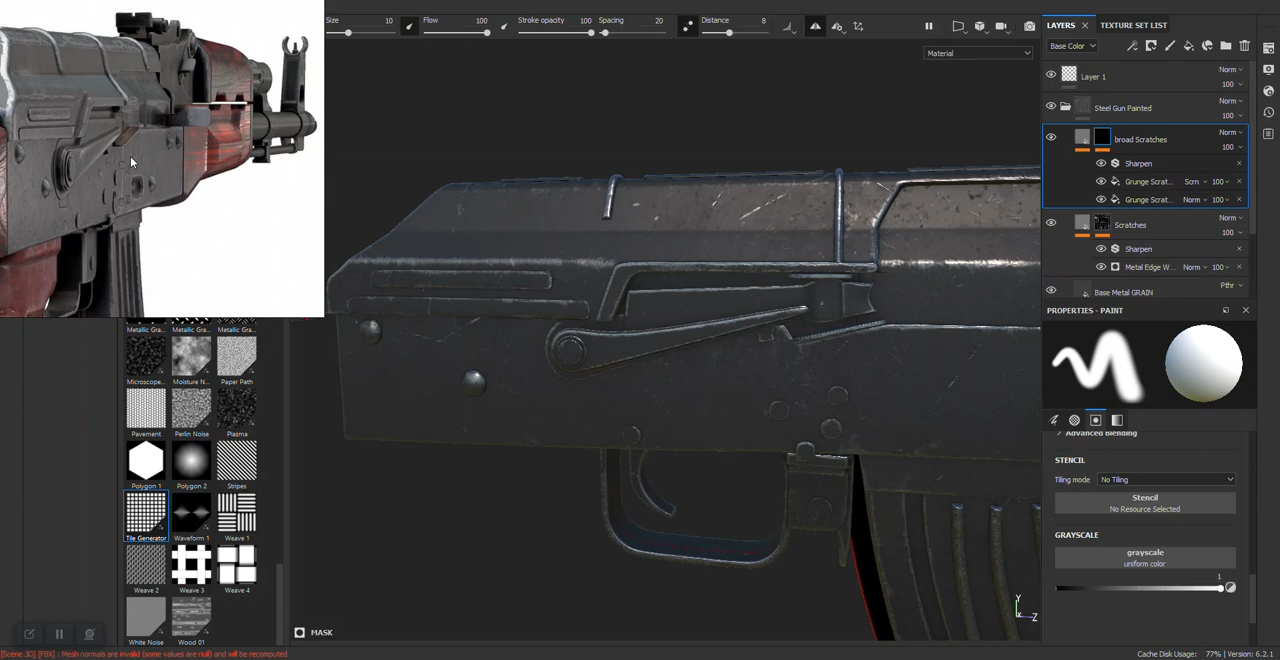 Size 10
Flow 100
Stroke opacity 100
Spacing 20
Distance 8
Material
LAYERS
TEXTURE SET LIST
Base Color
Layer 1
Norm
100
Steel Gun Painted
Norm
100
broad Scratches
Norm
100
Sharpen
Grunge Scrat... Scrn 100
Grunge Scrat... Norm 100
Scratches
Norm
100
Sharpen
Metal Edge W... Norm 100
Base Metal GRAIN
Pthr
PROPERTIES - PAINT
Advanced blending
STENCIL
Tiling mode No Tiling
Stencil
No Resource Selected
GRAYSCALE
grayscale
uniform color
1
Metallic Gra... Metallic Gra... Metallic Gra...
Microscope... Moisture N... Paper Path
Pavement Perlin Noise Plasma
Polygon 1 Polygon 2 Stripes
Tile Generator Waveform 1 Weave 1
Weave 2 Weave 3 Weave 4
White Noise Wood 01
MASK
Y
Z
[Scene 3D] [FBX] : Mesh normals are invalid (some values are null) and will be recomputed
Cache Disk Usage: 77% | Version: 6.2.1